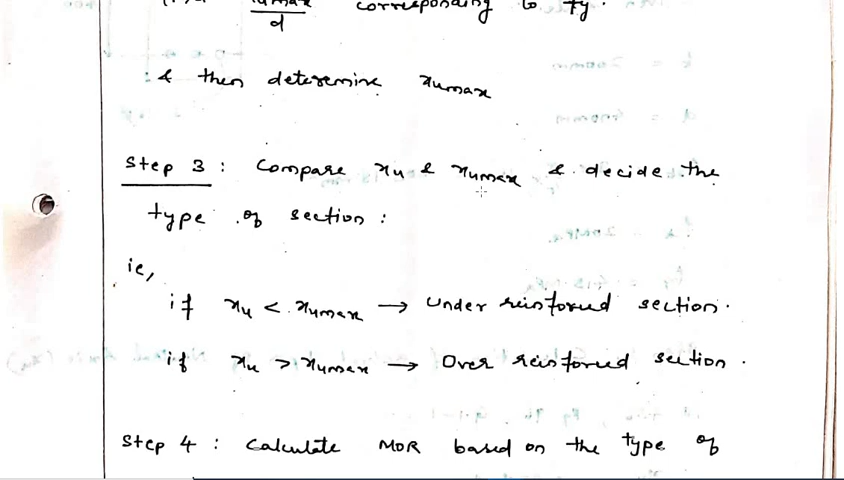 xumax/d corresponding to fy.
& then determine xumax
Step 3 : Compare xu & xumax & decide the
type of section :
ie,
if xu < xumax → Under reinforced section.
if xu > xumax → Over reinforced section.
Step 4 : Calculate MOR based on the type of